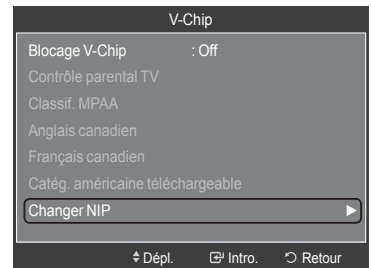 V-Chip
Blocage V-Chip : Off
Contrôle parental TV
Classif. MPAA
Anglais canadien
Français canadien
Catég. américaine téléchargeable
Changer NIP ►
Dépl. Intro. Retour